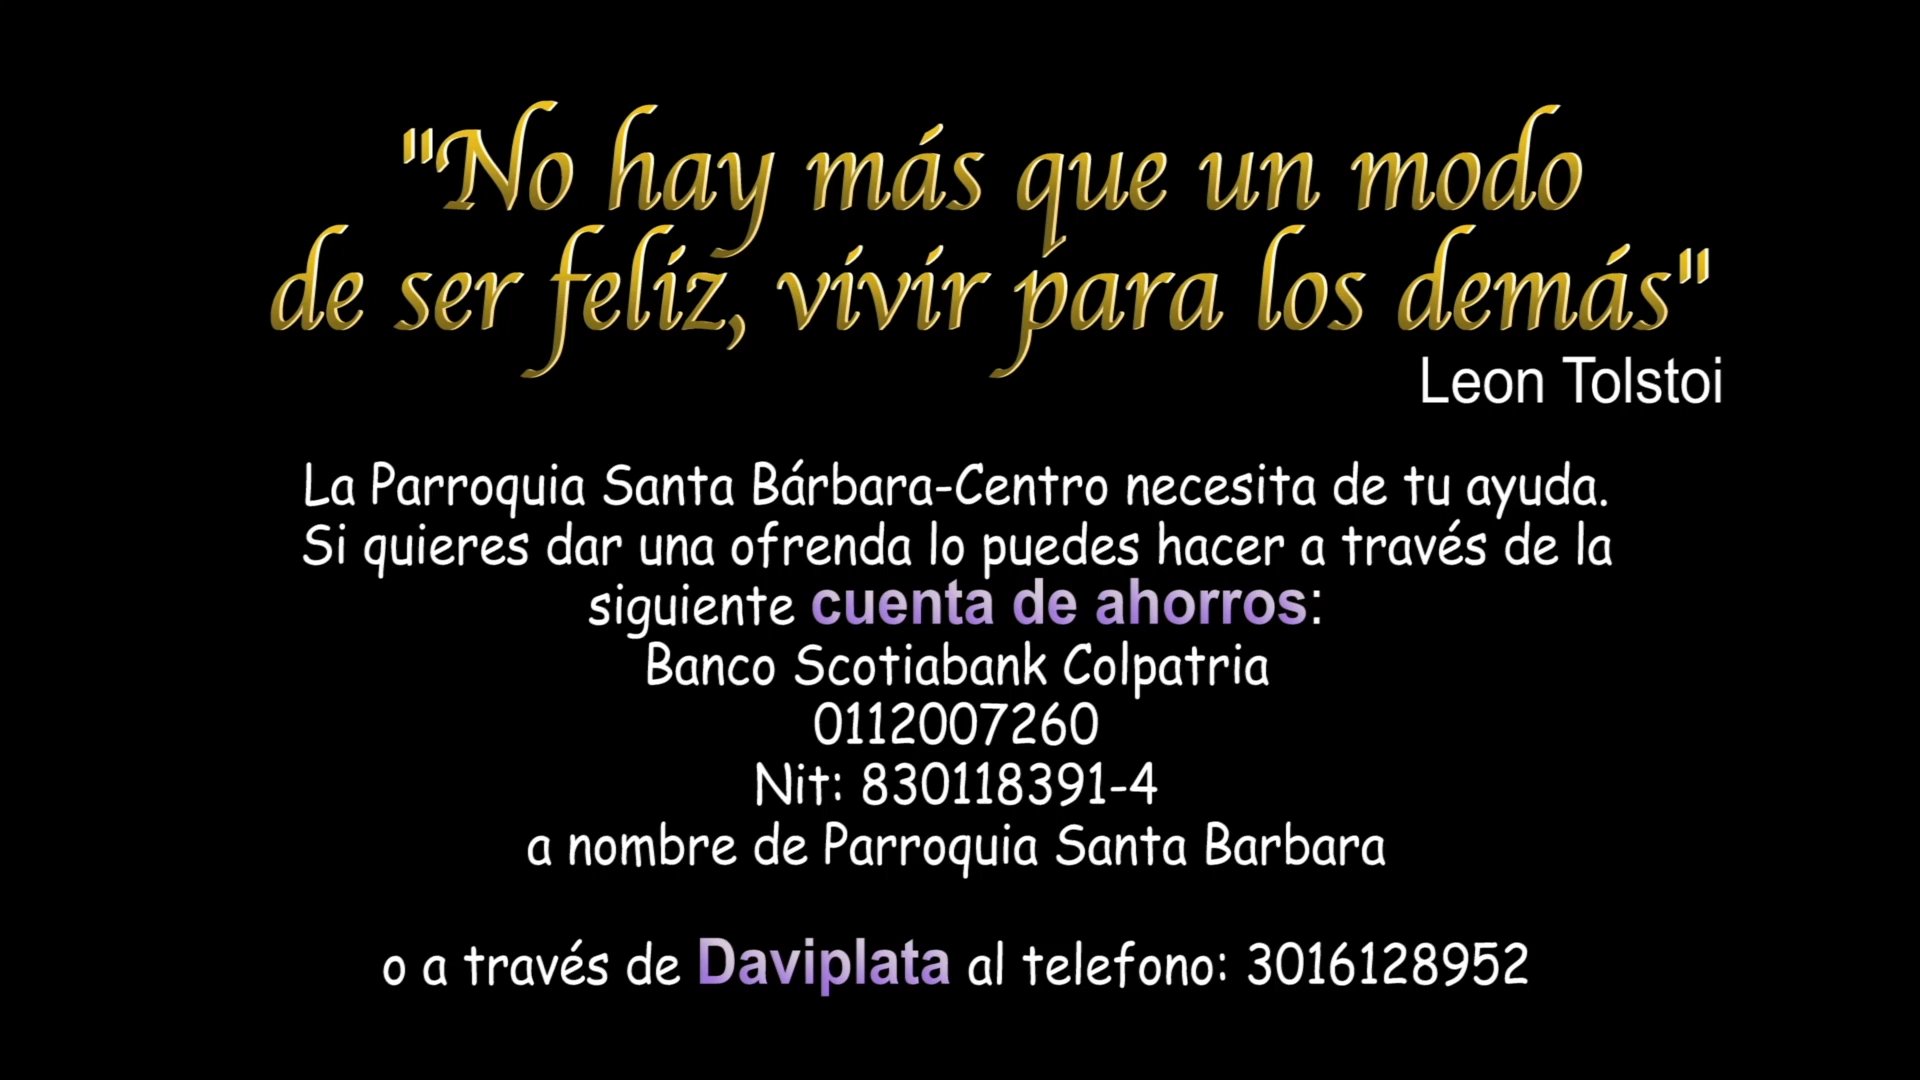 "No hay más que un modo
de ser feliz, vivir para los demás"
Leon Tolstoi
La Parroquia Santa Bárbara-Centro necesita de tu ayuda.
Si quieres dar una ofrenda lo puedes hacer a través de la
siguiente cuenta de ahorros:
Banco Scotiabank Colpatria
0112007260
Nit: 830118391-4
a nombre de Parroquia Santa Barbara
o a través de Daviplata al telefono: 3016128952